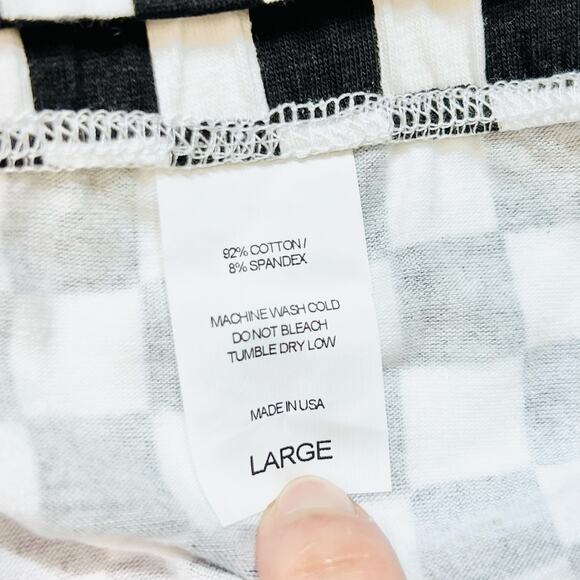 92% COTTON/
8% SPANDEX
MACHINE WASH COLD
DO NOT BLEACH
TUMBLE DRY LOW
MADE IN USA
LARGE